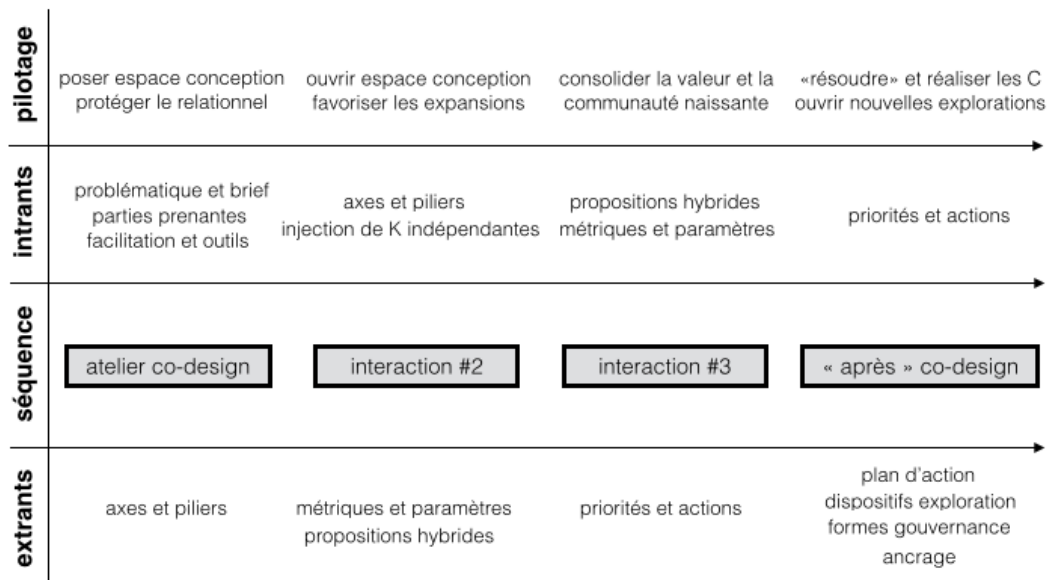 pilotage
poser espace conception
protéger le relationnel
ouvrir espace conception
favoriser les expansions
consolider la valeur et la
communauté naissante
«résoudre» et réaliser les C
ouvrir nouvelles explorations
intrants
problématique et brief
parties prenantes
facilitation et outils
axes et piliers
injection de K indépendantes
propositions hybrides
métriques et paramètres
priorités et actions
séquence
atelier co-design
interaction #2
interaction #3
« après » co-design
extrants
axes et piliers
métriques et paramètres
propositions hybrides
priorités et actions
plan d'action
dispositifs exploration
formes gouvernance
ancrage